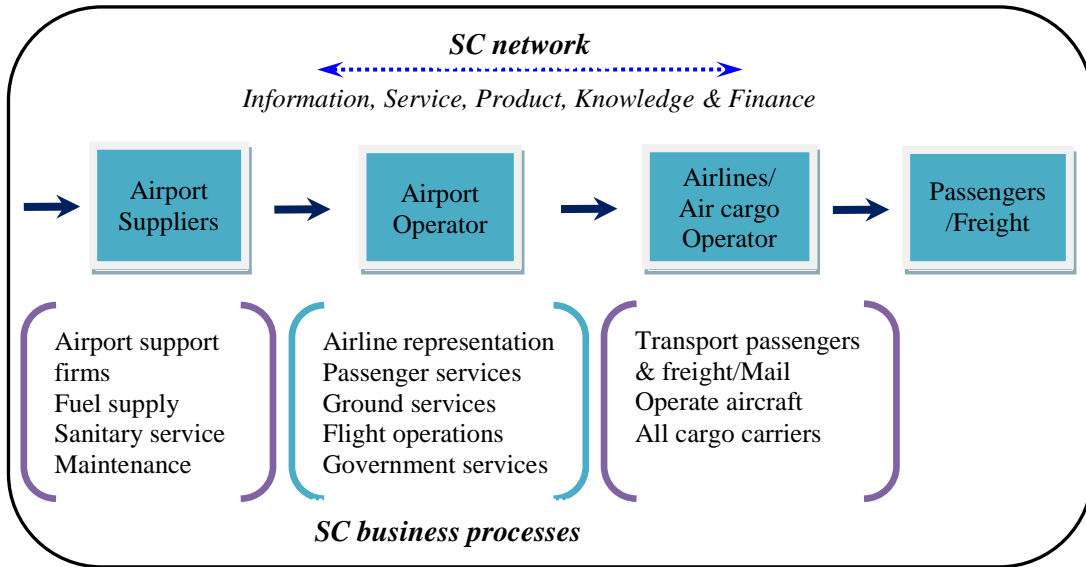 SC network
Information, Service, Product, Knowledge & Finance
Airport
Suppliers
Airport
Operator
Airlines/
Air cargo
Operator
Passengers
/Freight
Airport support
firms
Fuel supply
Sanitary service
Maintenance
Airline representation
Passenger services
Ground services
Flight operations
Government services
Transport passengers
& freight/Mail
Operate aircraft
All cargo carriers
SC business processes